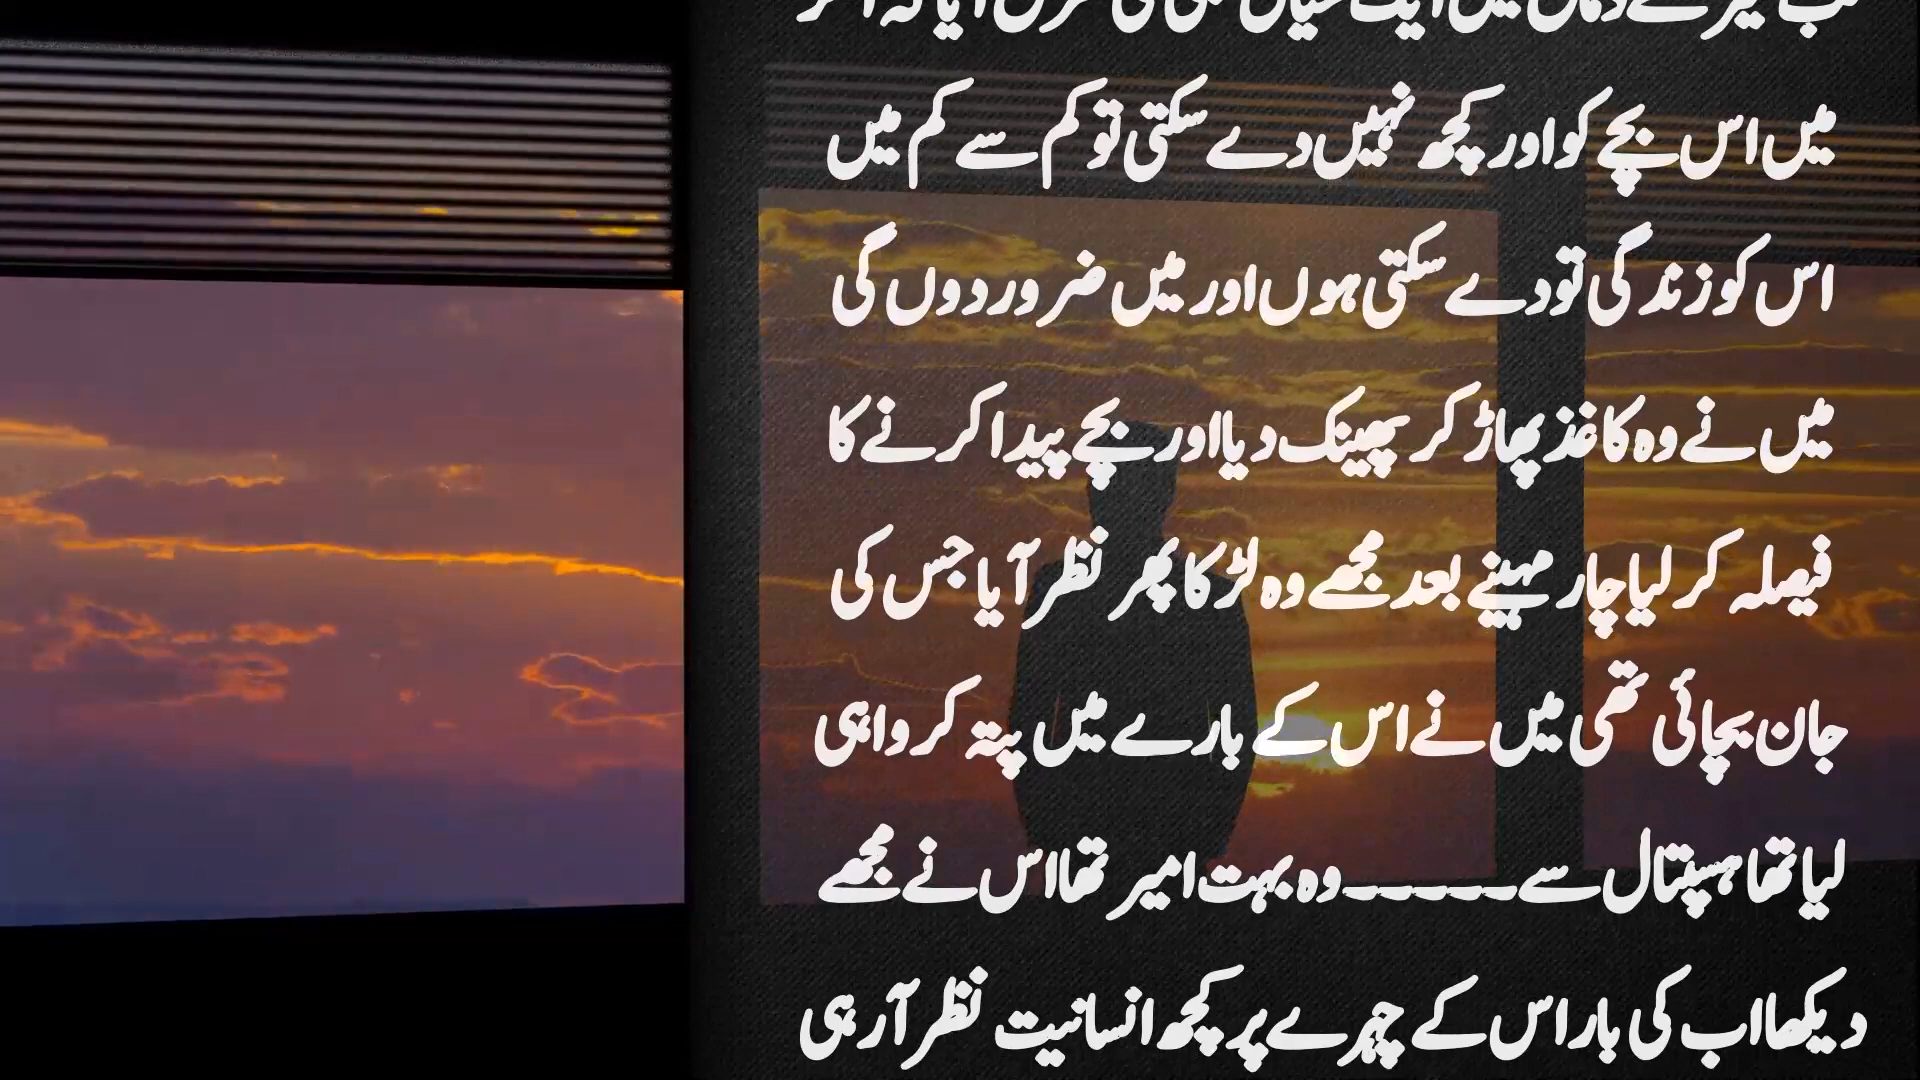 میں اس بچے کو اور کچھ نہیں دے سکتی تو کم سے کم میں
اس کو زندگی تو دے سکتی ہوں اور میں ضرور دوں گی
میں نے وہ کاغذ پھاڑ کر پھینک دیا اور بچے پیدا کرنے کا
فیصلہ کر لیا چار مہینے بعد مجھے وہ لڑکا پھر نظر آیا جس کی
جان بچائی تھی میں نے اس کے بارے میں پتہ کروا ہی
لیا تھا ہسپتال سے۔۔۔۔۔ وہ بہت امیر تھا اس نے مجھے
دیکھا اب کی بار اس کے چہرے پر کچھ انسانیت نظر آ رہی